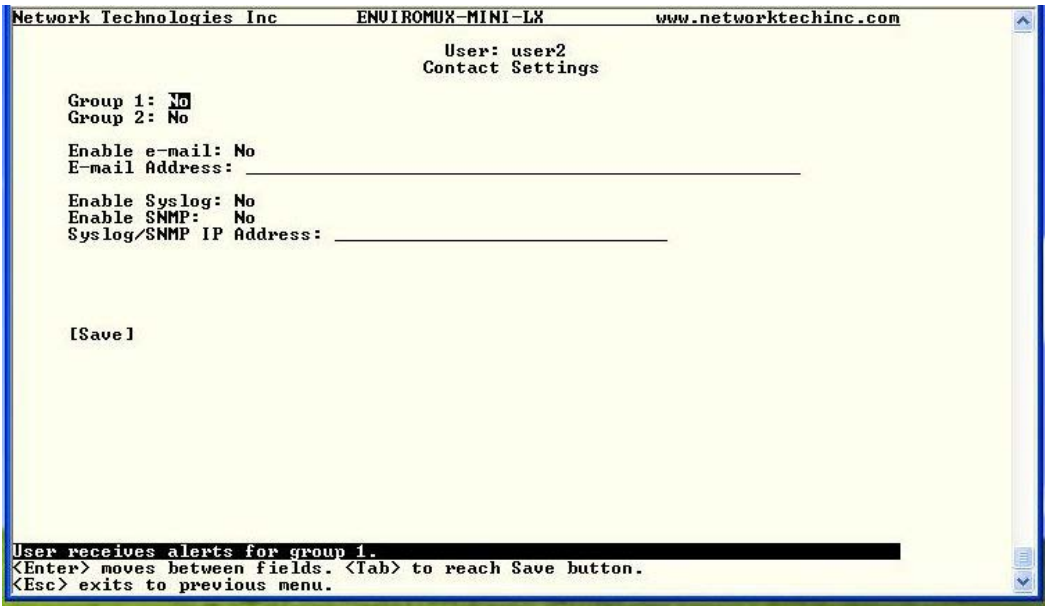 Network Technologies Inc ENVIROMUX-MINI-LX www.networktechinc.com
User: user2
Contact Settings
Group 1: No
Group 2: No
Enable e-mail: No
E-mail Address:
Enable Syslog: No
Enable SNMP: No
Syslog/SNMP IP Address:
[Save]
User receives alerts for group 1.
<Enter> moves between fields. <Tab> to reach Save button.
<Esc> exits to previous menu.